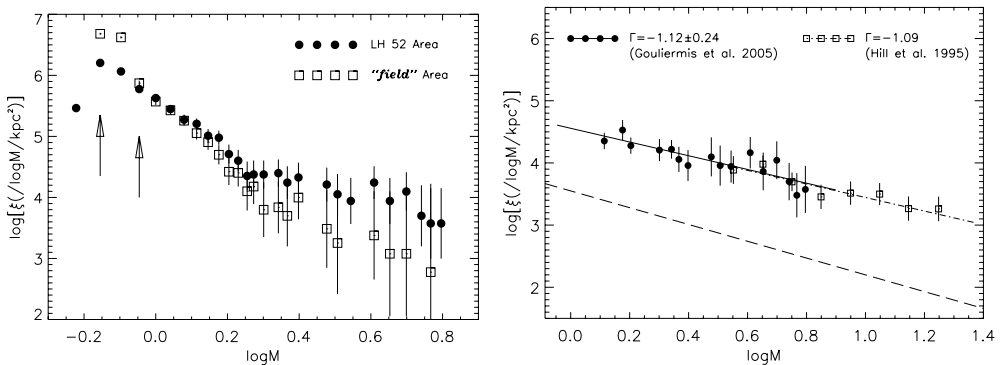 7
6
5
4
3
2
log[ξ(/logM/kpc²)]
LH 52 Area
"field" Area
−0.2 0.0 0.2 0.4 0.6 0.8
logM
6
5
4
3
2
log[ξ(/logM/kpc²)]
Γ=−1.12±0.24
(Gouliermis et al. 2005)
Γ=−1.09
(Hill et al. 1995)
0.0 0.2 0.4 0.6 0.8 1.0 1.2 1.4
logM